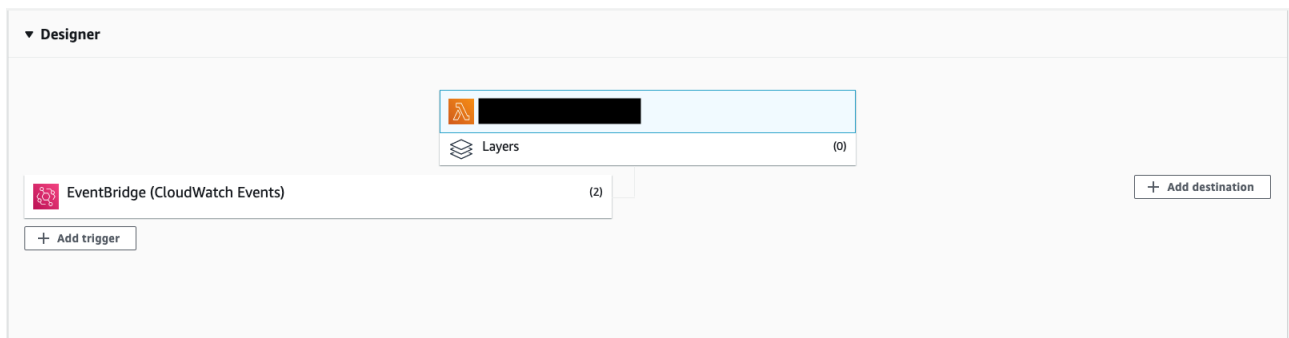 ▼ Designer
Layers (0)
EventBridge (CloudWatch Events) (2)
+ Add destination
+ Add trigger